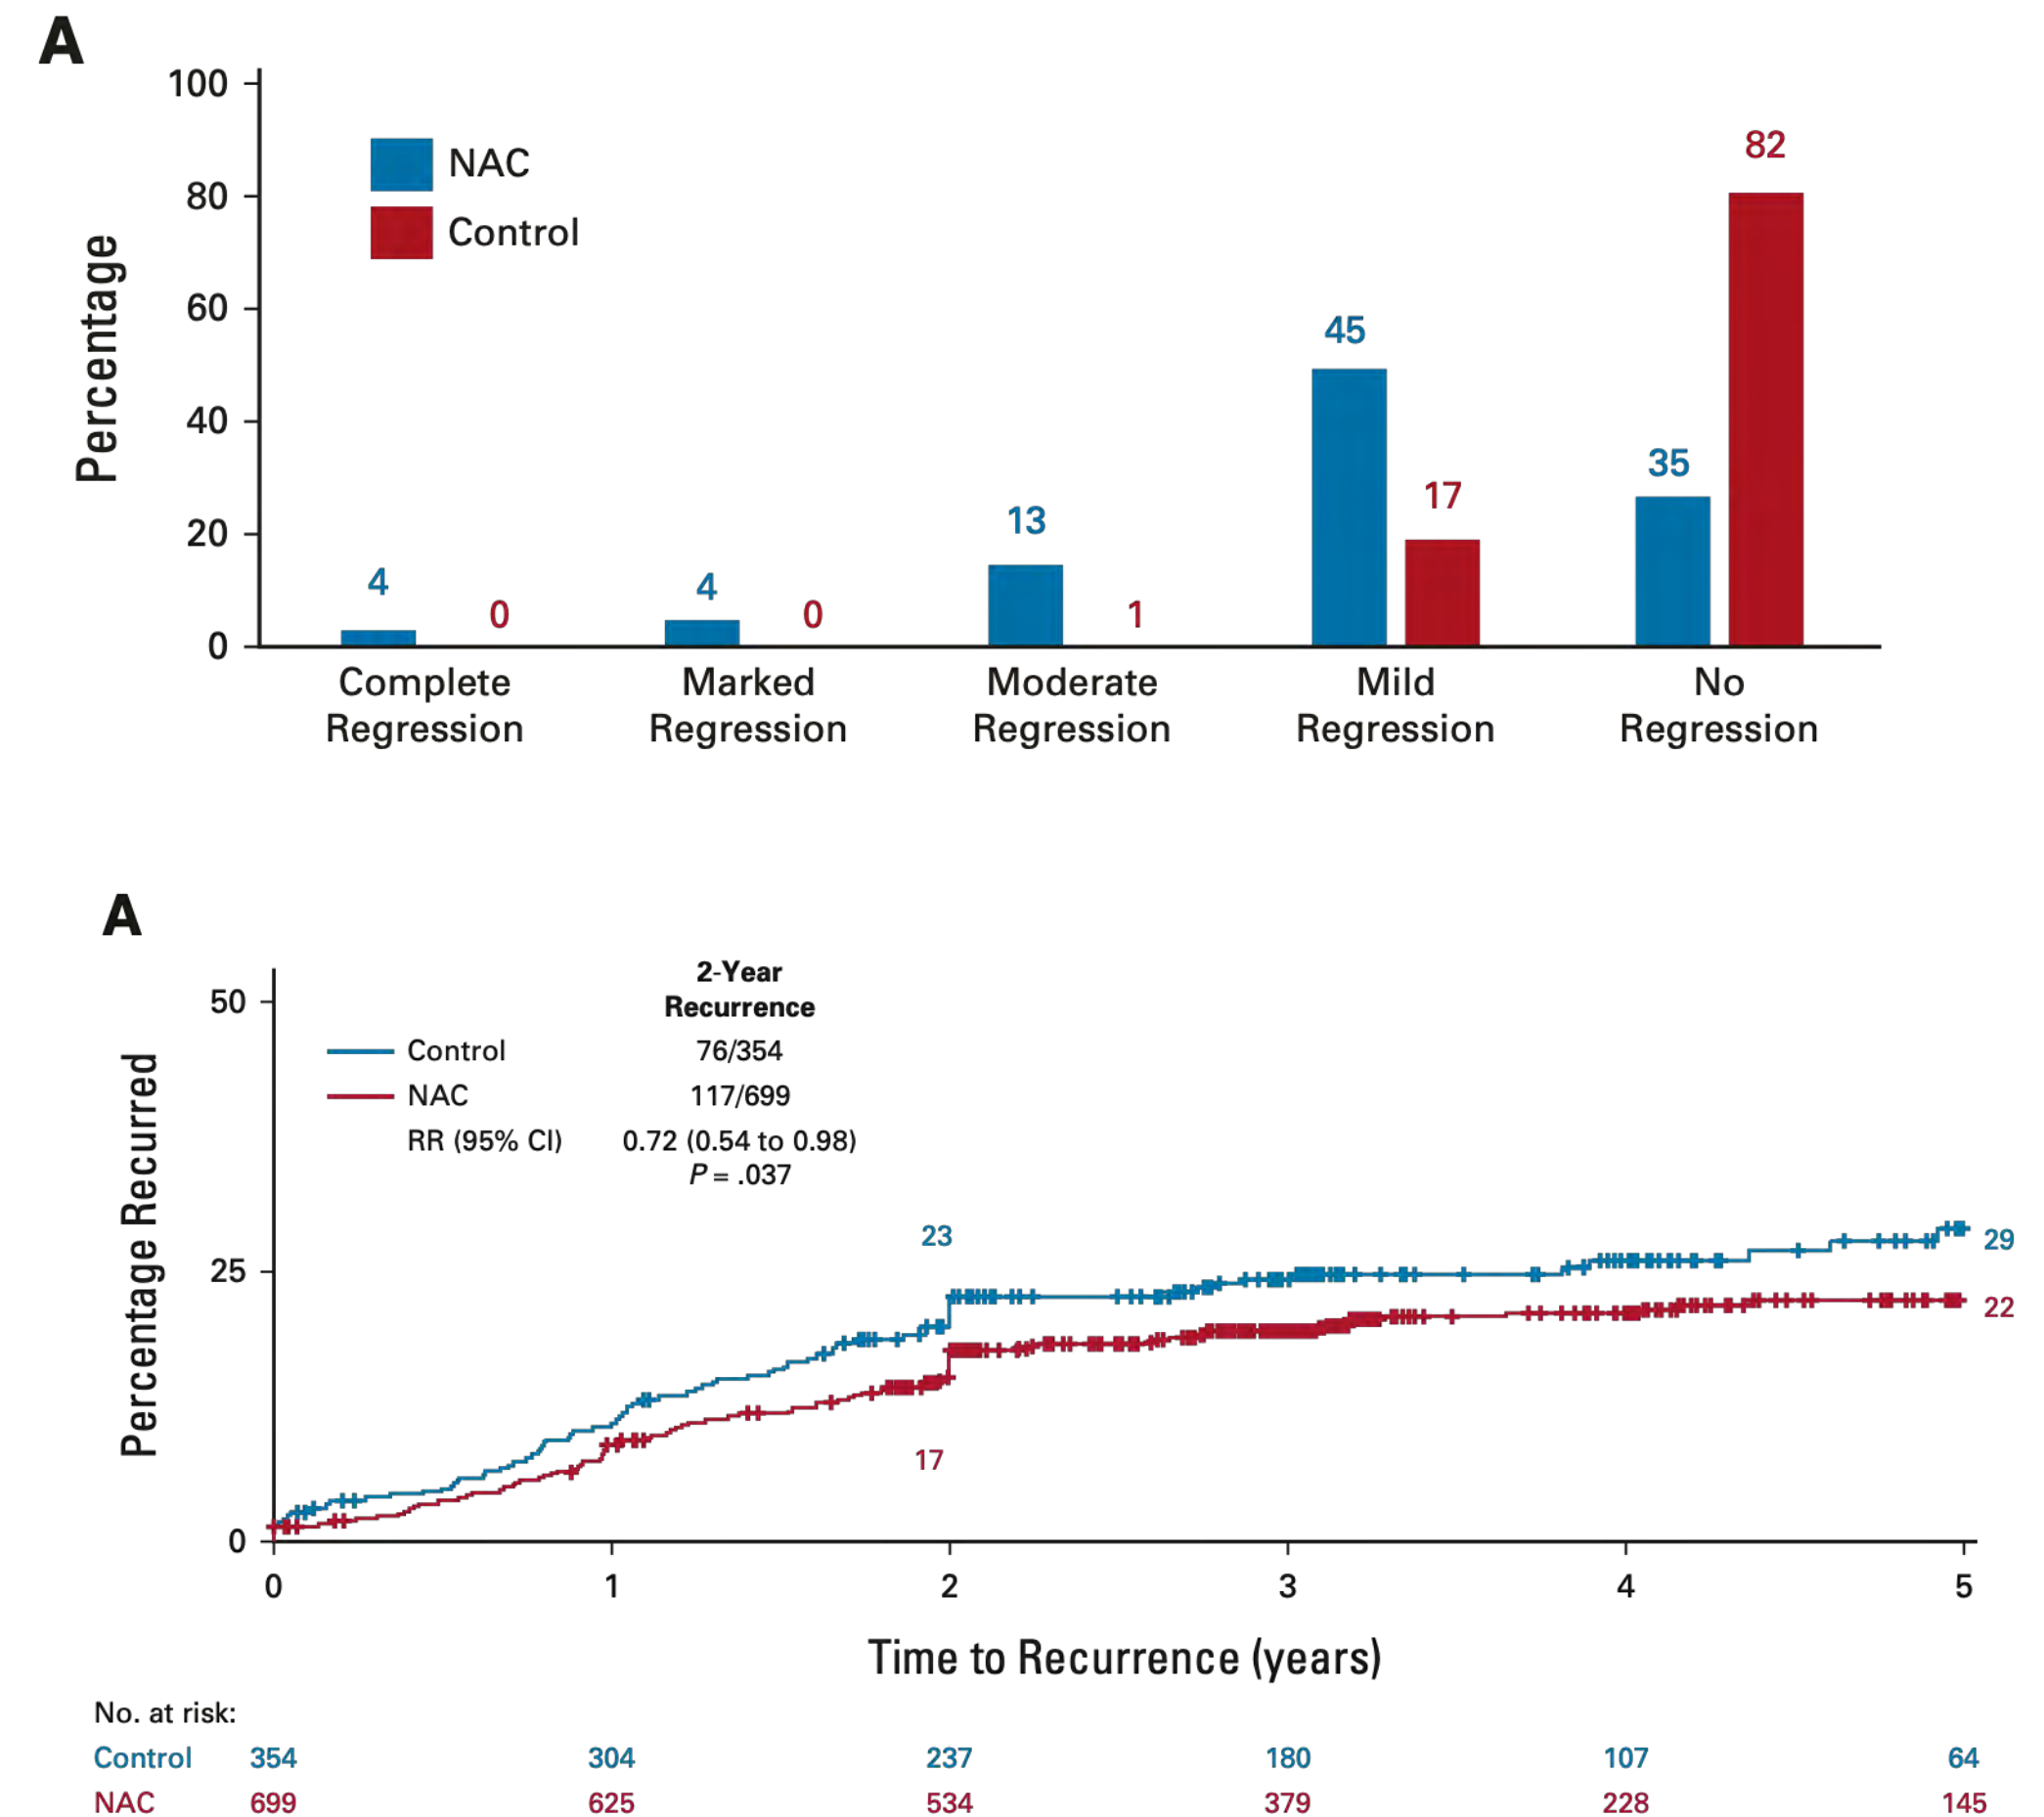 A
100
80
60
40
20
0
Percentage
NAC
Control
4
0
4
0
13
1
45
17
35
82
Complete
Regression
Marked
Regression
Moderate
Regression
Mild
Regression
No
Regression
A
50
25
0
Percentage Recurred
2-Year
Recurrence
Control 76/354
NAC 117/699
RR (95% CI) 0.72 (0.54 to 0.98)
P = .037
23
17
29
22
0 1 2 3 4 5
Time to Recurrence (years)
No. at risk:
Control 354 304 237 180 107 64
NAC 699 625 534 379 228 145